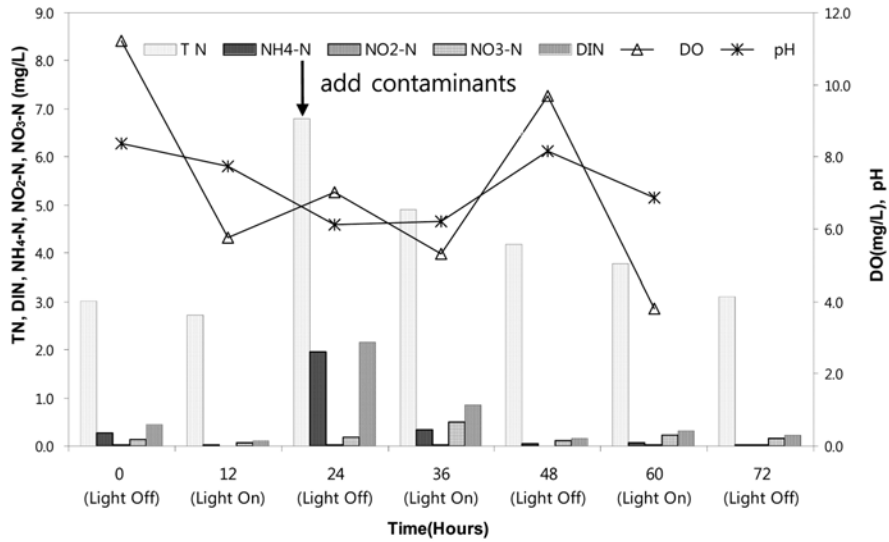 TN, DIN, NH4-N, NO2-N, NO3-N (mg/L)
9.0
8.0
7.0
6.0
5.0
4.0
3.0
2.0
1.0
0.0
T N NH4-N NO2-N NO3-N DIN DO pH
add contaminants
12.0
10.0
8.0
6.0
4.0
2.0
0.0
DO(mg/L), pH
0 12 24 36 48 60 72
(Light Off) (Light On) (Light Off) (Light On) (Light Off) (Light On) (Light Off)
Time(Hours)